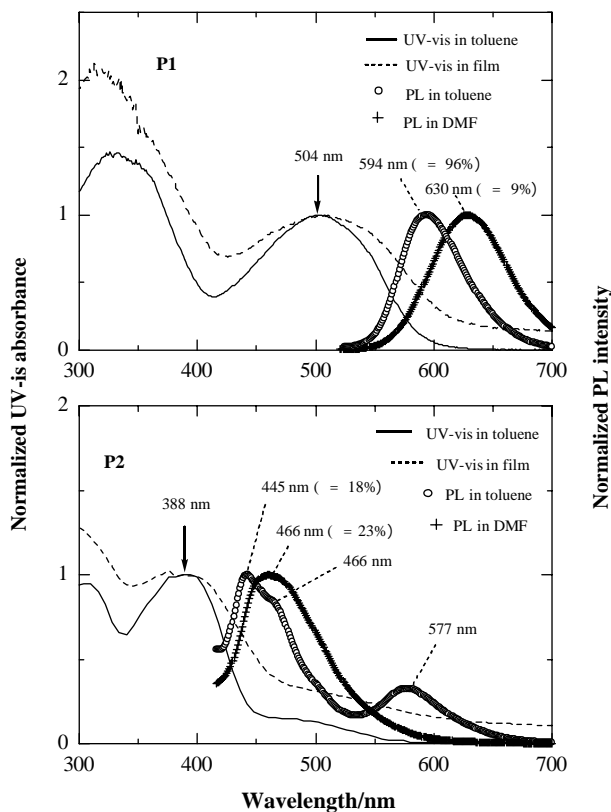 P1
UV-vis in toluene
UV-vis in film
PL in toluene
PL in DMF
504 nm
594 nm ( = 96%)
630 nm ( = 9%)
2
1
0
300 400 500 600 700
Normalized UV-is absorbance
Normalized PL intensity
P2
UV-vis in toluene
UV-vis in film
PL in toluene
PL in DMF
388 nm
445 nm ( = 18%)
466 nm ( = 23%)
466 nm
577 nm
2
1
0
300 400 500 600 700
Wavelength/nm